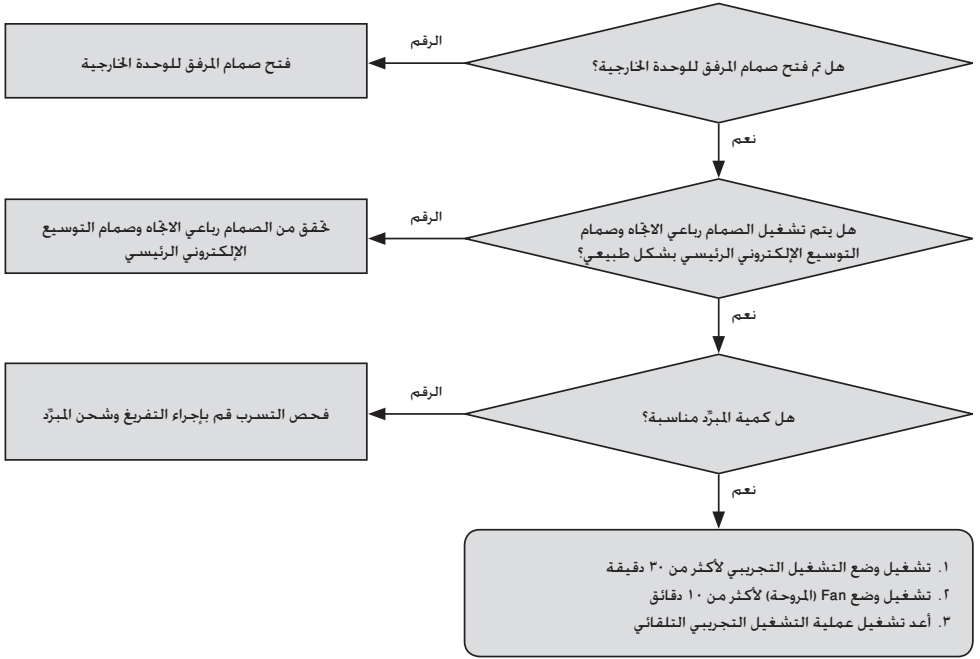 هل تم فتح صمام المرفق للوحدة الخارجية؟
الرقم
فتح صمام المرفق للوحدة الخارجية
نعم
هل يتم تشغيل الصمام رباعي الاتجاه وصمام
التوسيع الإلكتروني الرئيسي بشكل طبيعي؟
الرقم
تحقق من الصمام رباعي الاتجاه وصمام التوسيع
الإلكتروني الرئيسي
نعم
هل كمية المبرِّد مناسبة؟
الرقم
فحص التسرب قم بإجراء التفريغ وشحن المبرِّد
نعم
١. تشغيل وضع التشغيل التجريبي لأكثر من ٣٠ دقيقة
٢. تشغيل وضع Fan (المروحة) لأكثر من ١٠ دقائق
٣. أعد تشغيل عملية التشغيل التجريبي التلقائي